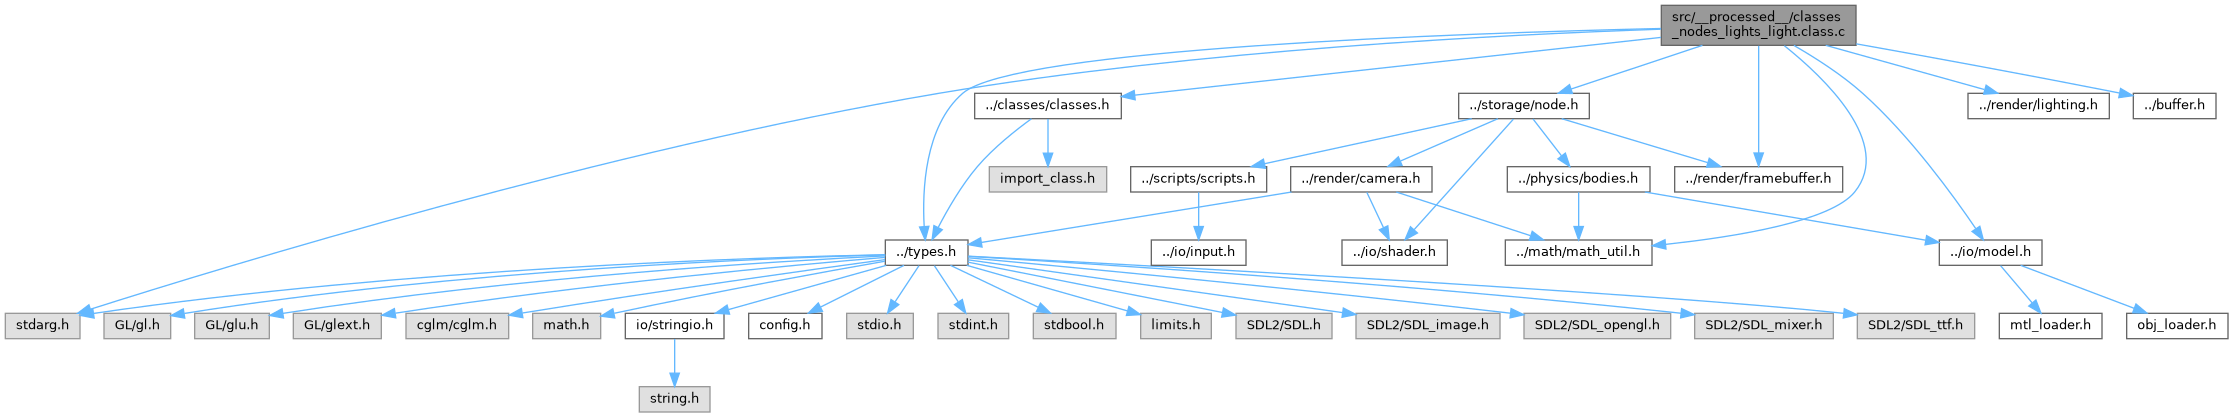 src/__processed__/classes
_nodes_lights_light.class.c
../classes/classes.h
../storage/node.h
../render/lighting.h
../buffer.h
import_class.h
../scripts/scripts.h
../render/camera.h
../physics/bodies.h
../render/framebuffer.h
../types.h
../io/input.h
../io/shader.h
../math/math_util.h
../io/model.h
stdarg.h
GL/gl.h
GL/glu.h
GL/glext.h
cglm/cglm.h
math.h
io/stringio.h
config.h
stdio.h
stdint.h
stdbool.h
limits.h
SDL2/SDL.h
SDL2/SDL_image.h
SDL2/SDL_opengl.h
SDL2/SDL_mixer.h
SDL2/SDL_ttf.h
mtl_loader.h
obj_loader.h
string.h